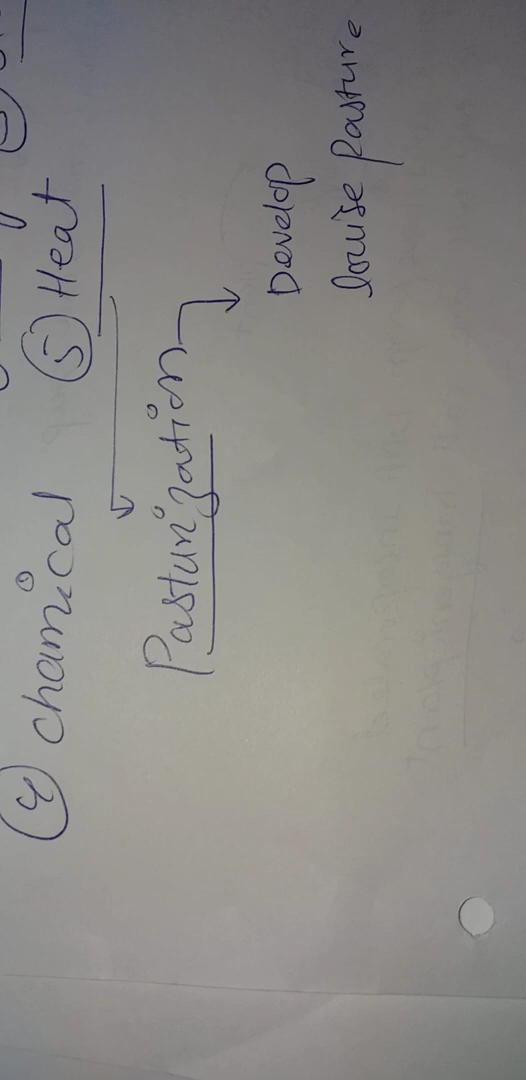 ④ chamical ⑤ Heat
Pasturization
Develop
louise Pasture